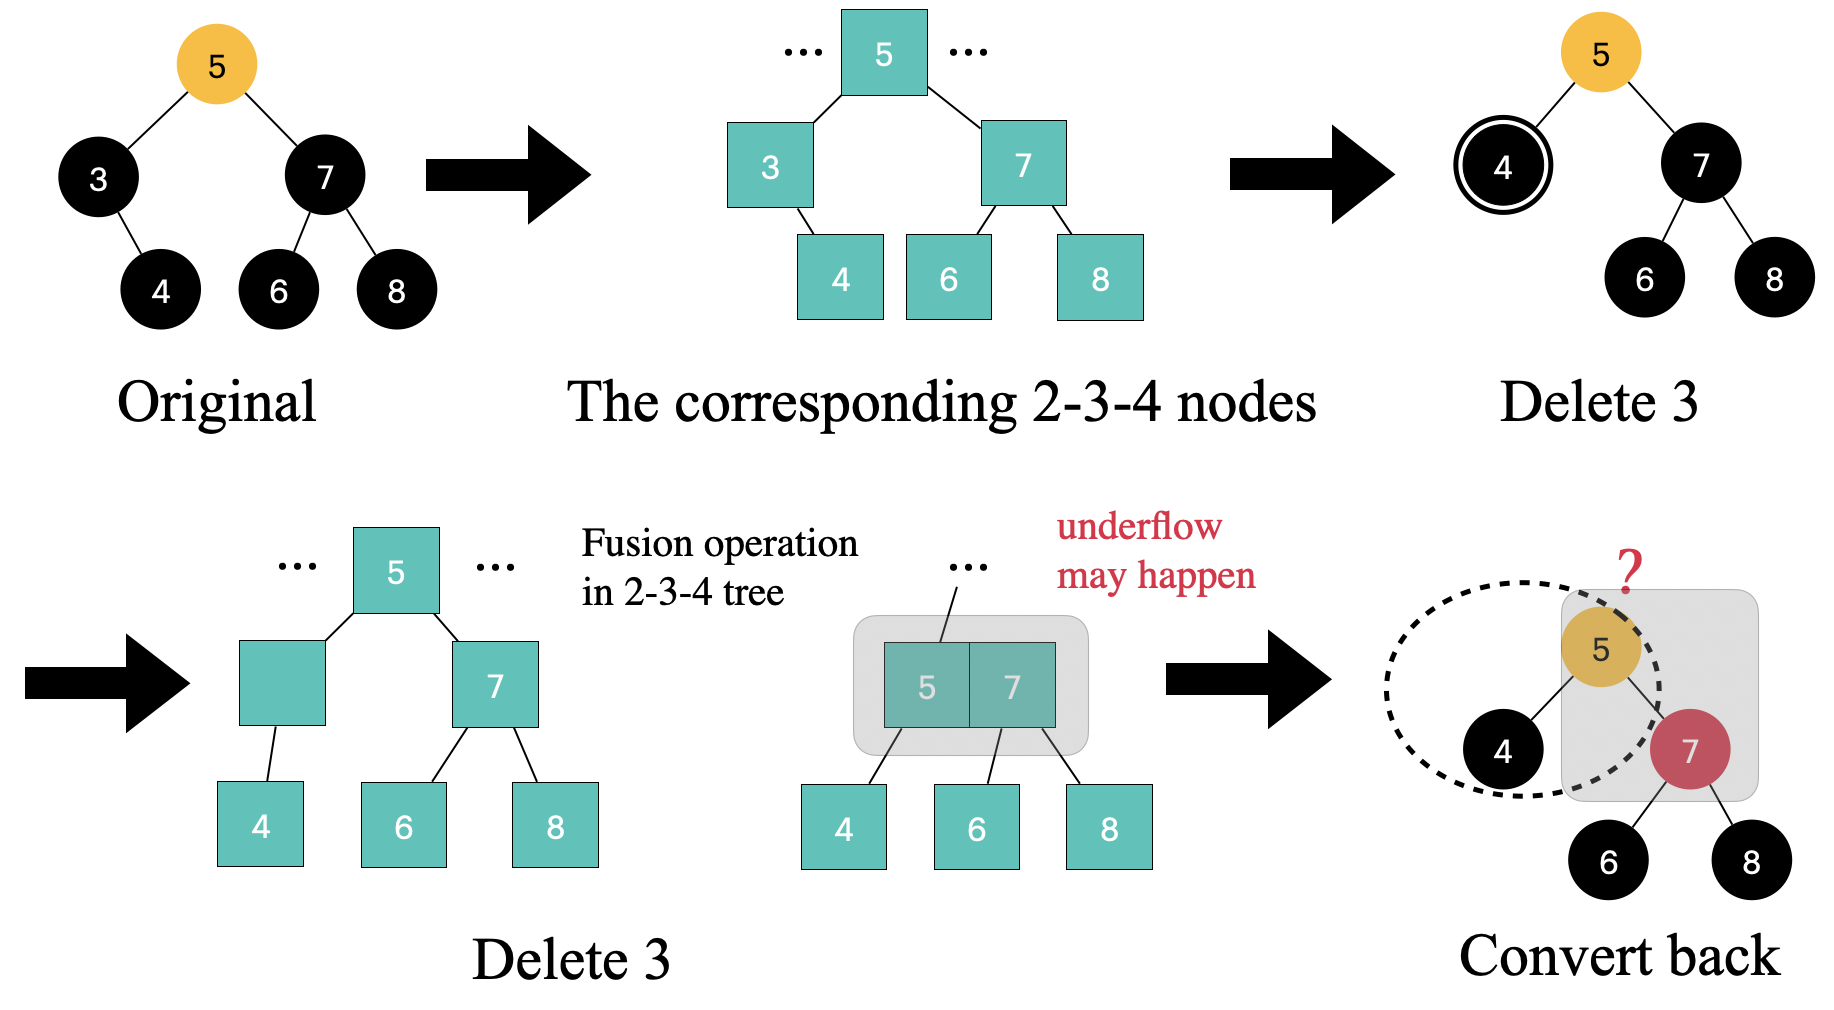 5
3
7
4
6
8
Original
... 5 ...
3
7
4
6
8
The corresponding 2-3-4 nodes
5
4
7
6
8
Delete 3
... 5 ...
7
4
6
8
Fusion operation
in 2-3-4 tree
...
underflow
may happen
5 7
4
6
8
Delete 3
?
5
4
7
6
8
Convert back